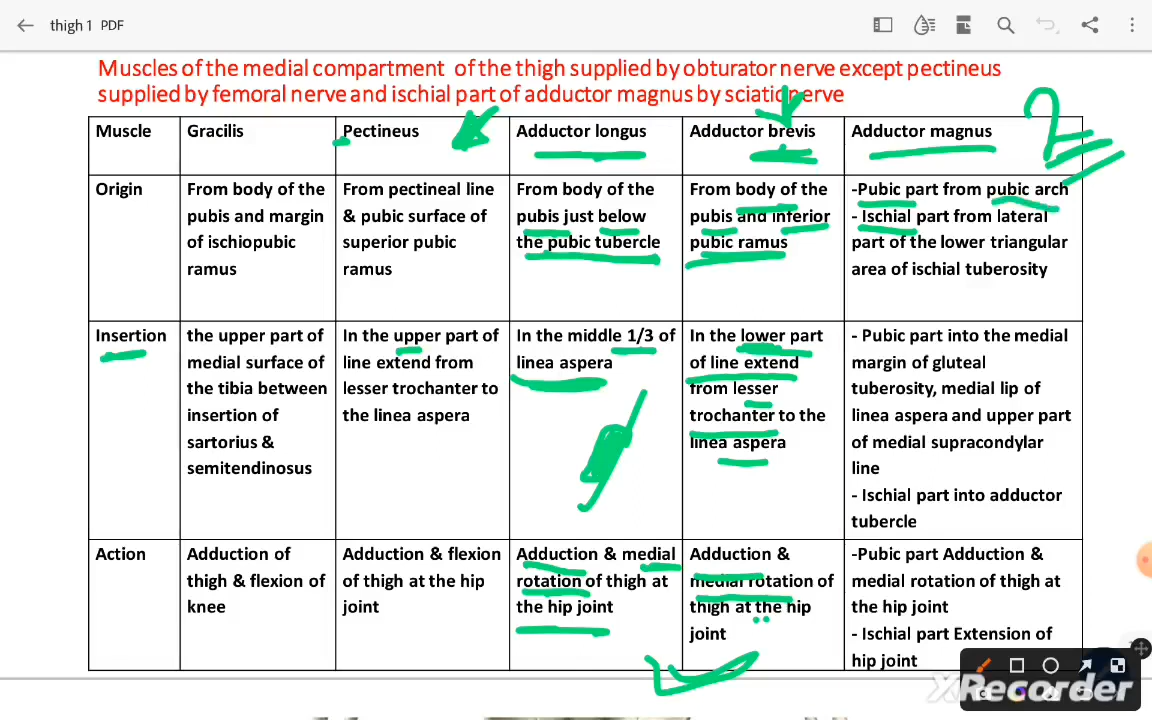 thigh 1 PDF
Muscles of the medial compartment of the thigh supplied by obturator nerve except pectineus
supplied by femoral nerve and ischial part of adductor magnus by sciatic nerve
2
Muscle
Gracilis
Pectineus
Adductor longus
Adductor brevis
Adductor magnus
Origin
From body of the
pubis and margin
of ischiopubic
ramus
From pectineal line
& pubic surface of
superior pubic
ramus
From body of the
pubis just below
the pubic tubercle
From body of the
pubis and inferior
pubic ramus
-Pubic part from pubic arch
- Ischial part from lateral
part of the lower triangular
area of ischial tuberosity
Insertion
the upper part of
medial surface of
the tibia between
insertion of
sartorius &
semitendinosus
In the upper part of
line extend from
lesser trochanter to
the linea aspera
In the middle 1/3 of
linea aspera
In the lower part
of line extend
from lesser
trochanter to the
linea aspera
- Pubic part into the medial
margin of gluteal
tuberosity, medial lip of
linea aspera and upper part
of medial supracondylar
line
- Ischial part into adductor
tubercle
Action
Adduction of
thigh & flexion of
knee
Adduction & flexion
of thigh at the hip
joint
Adduction & medial
rotation of thigh at
the hip joint
Adduction &
medial rotation of
thigh at the hip
joint
-Pubic part Adduction &
medial rotation of thigh at
the hip joint
- Ischial part Extension of
hip joint
XRecorder